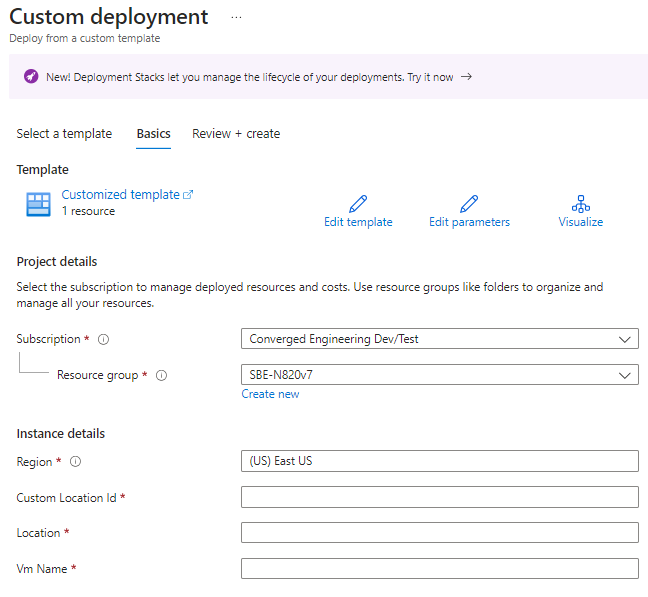 Custom deployment ...
Deploy from a custom template
New! Deployment Stacks let you manage the lifecycle of your deployments. Try it now →
Select a template Basics Review + create
Template
Customized template
1 resource
Edit template Edit parameters Visualize
Project details
Select the subscription to manage deployed resources and costs. Use resource groups like folders to organize and
manage all your resources.
Subscription * Converged Engineering Dev/Test
Resource group * SBE-N820v7
Create new
Instance details
Region * (US) East US
Custom Location Id *
Location *
Vm Name *